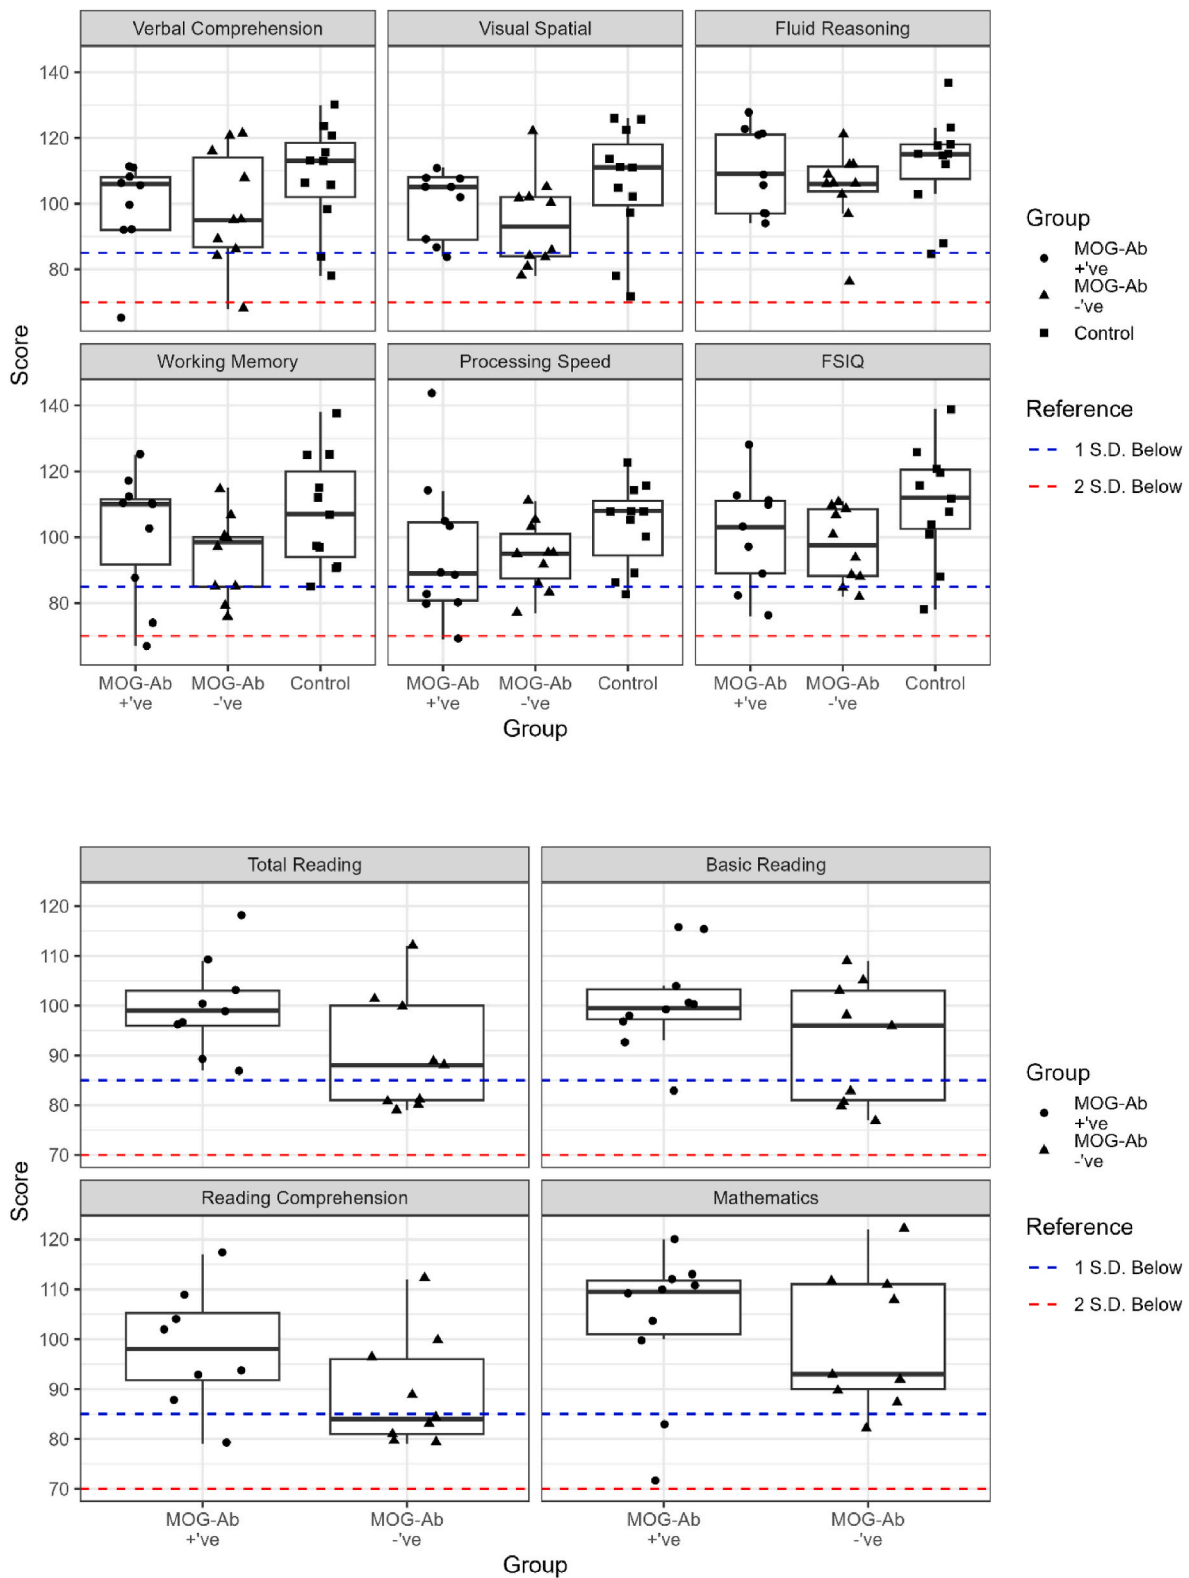 Verbal Comprehension
Visual Spatial
Fluid Reasoning
140
120
100
80
Working Memory
Processing Speed
FSIQ
140
120
100
80
Score
MOG-Ab
+'ve
MOG-Ab
-'ve
Control
MOG-Ab
+'ve
MOG-Ab
-'ve
Control
MOG-Ab
+'ve
MOG-Ab
-'ve
Control
Group
Group
MOG-Ab
+'ve
MOG-Ab
-'ve
Control
Reference
1 S.D. Below
2 S.D. Below
Total Reading
Basic Reading
120
110
100
90
80
70
Reading Comprehension
Mathematics
120
110
100
90
80
70
Score
MOG-Ab
+'ve
MOG-Ab
-'ve
MOG-Ab
+'ve
MOG-Ab
-'ve
Group
Group
MOG-Ab
+'ve
MOG-Ab
-'ve
Reference
1 S.D. Below
2 S.D. Below